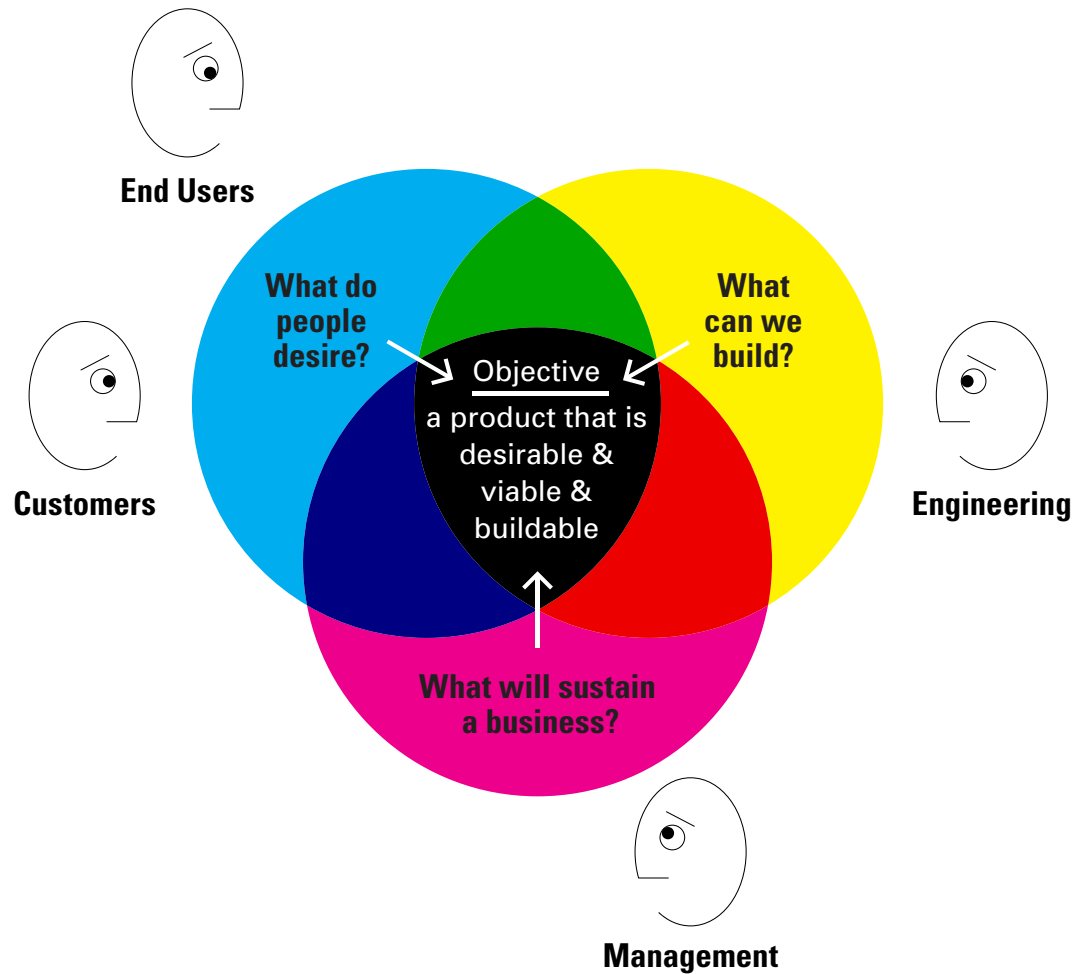 End Users
What do
people
desire?
What
can we
build?
Objective
a product that is
desirable &
viable &
buildable
Customers
Engineering
What will sustain
a business?
Management